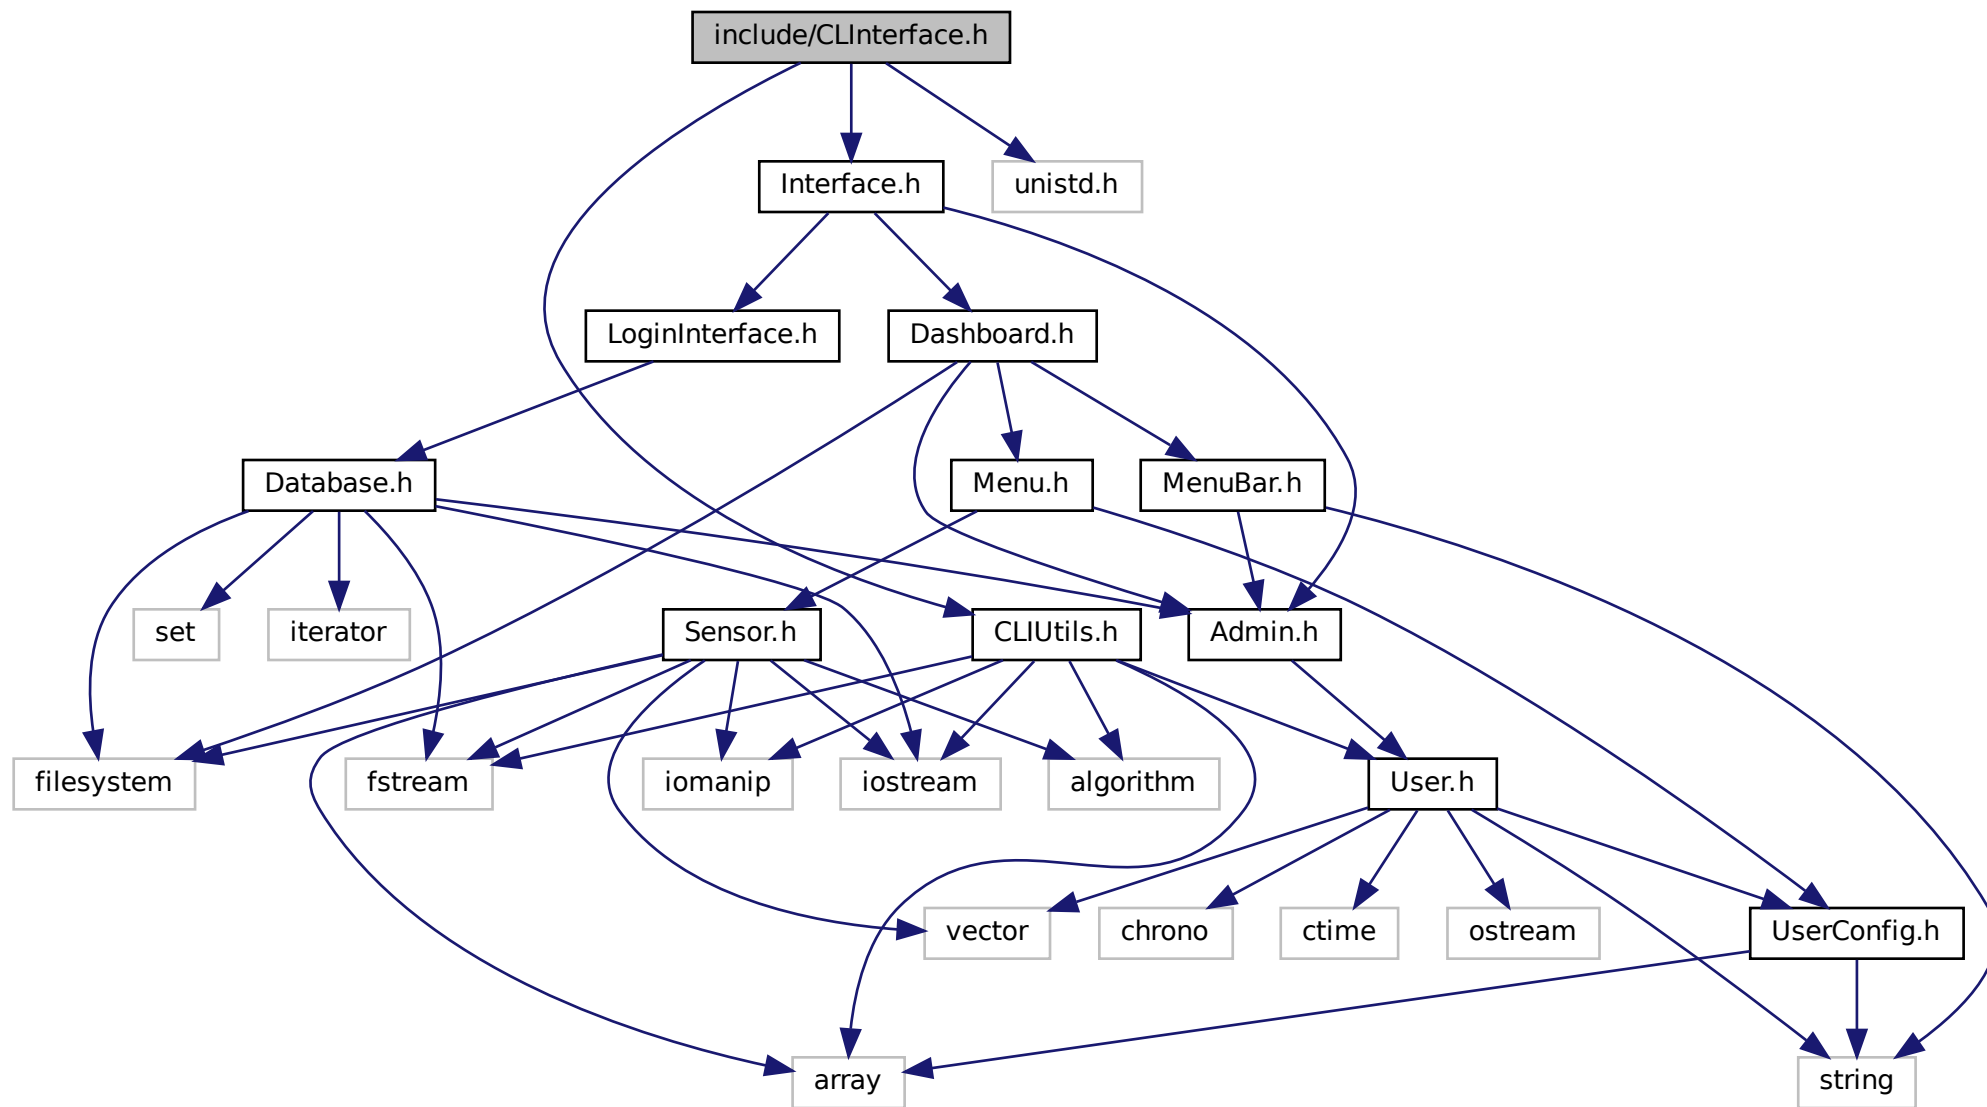 include/CLInterface.h
Interface.h
unistd.h
LoginInterface.h
Dashboard.h
Database.h
Menu.h
MenuBar.h
set
iterator
Sensor.h
CLIUtils.h
Admin.h
filesystem
fstream
iomanip
iostream
algorithm
User.h
vector
chrono
ctime
ostream
UserConfig.h
array
string